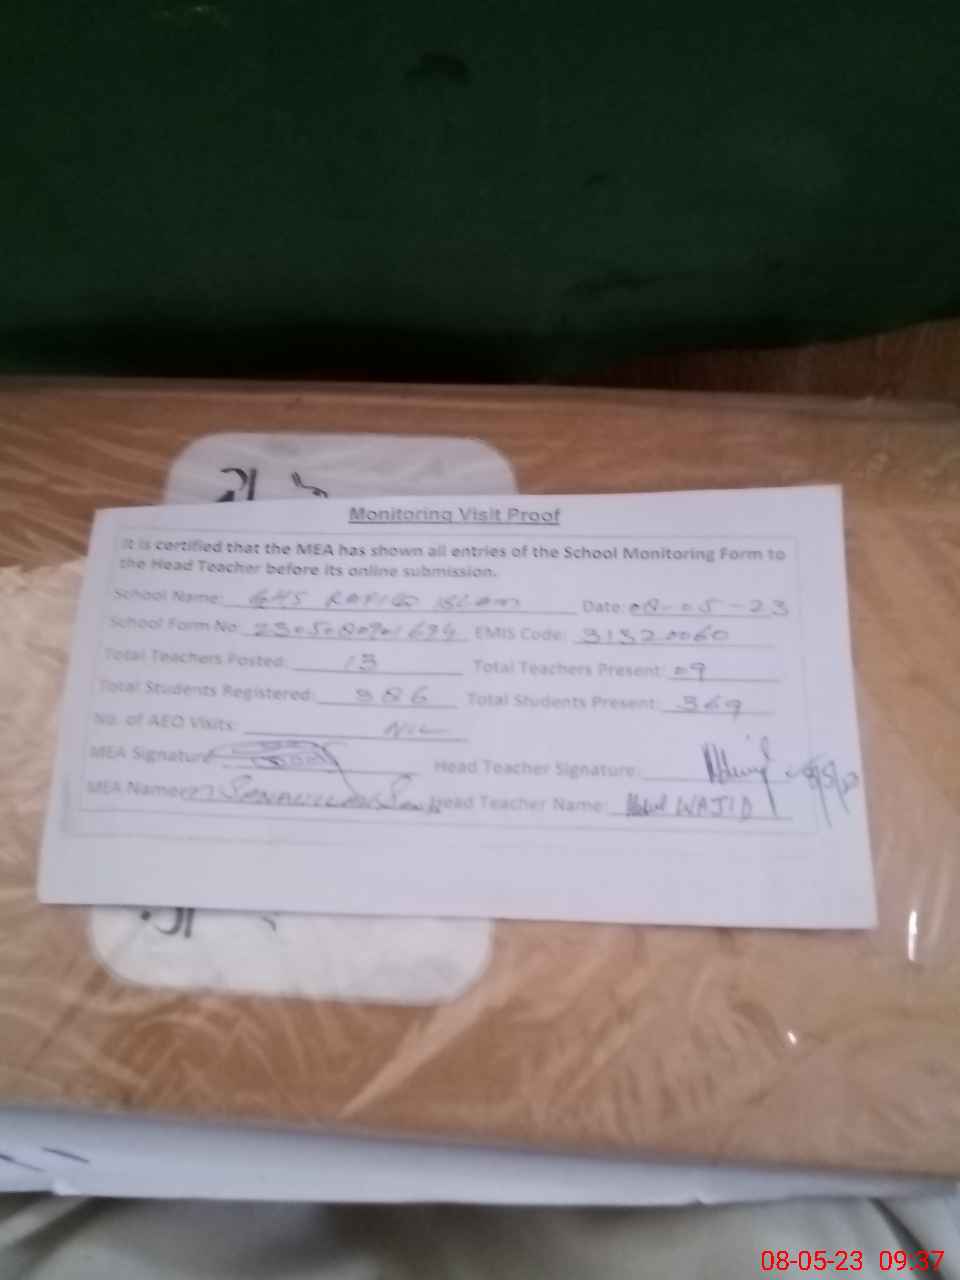 Monitoring Visit Proof
It is certified that the MEA has shown all entries of the School Monitoring Form to
the Head Teacher before its online submission.
School Name: GHS RAFIQ ISLAM Date: 08-05-23
School Form No: EMIS Code: 31320060
Total Teachers Posted: 13 Total Teachers Present: 09
Total Students Registered: 386 Total Students Present: 369
No. of AEO Visits: NIL
MEA Signature Head Teacher Signature:
MEA Name: Head Teacher Name: WAJID
08-05-23 09:37